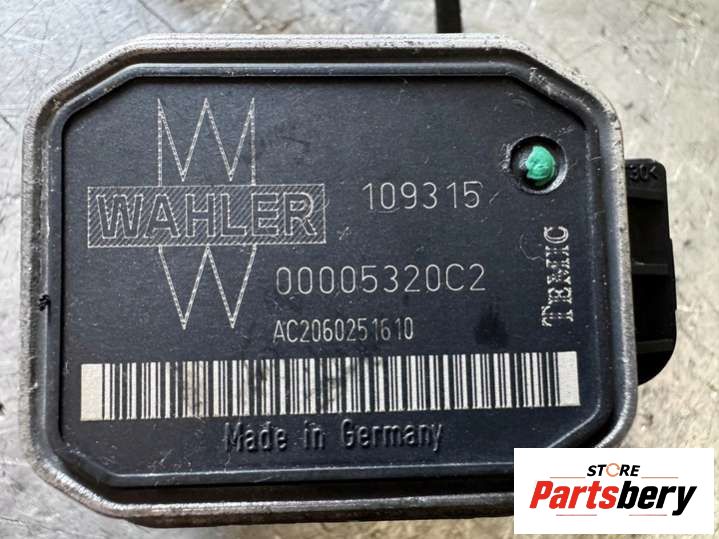 WAHLER
109315
00005320C2
AC2060251610
TEMIC
Made in Germany
STORE
Partsbery